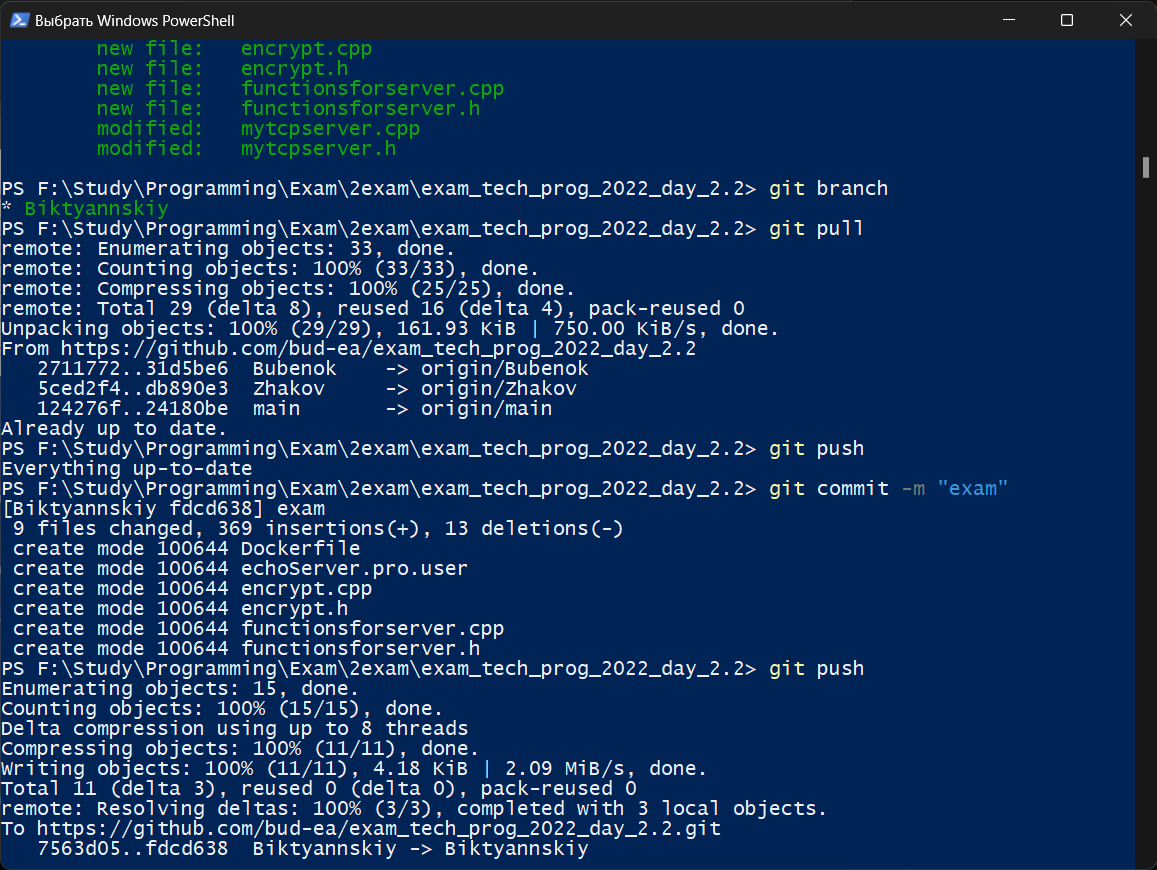 Выбрать Windows PowerShell
new file:   encrypt.cpp
new file:   encrypt.h
new file:   functionsforserver.cpp
new file:   functionsforserver.h
modified:   mytcpserver.cpp
modified:   mytcpserver.h
PS F:\Study\Programming\Exam\2exam\exam_tech_prog_2022_day_2.2> git branch
* Biktyannskiy
PS F:\Study\Programming\Exam\2exam\exam_tech_prog_2022_day_2.2> git pull
remote: Enumerating objects: 33, done.
remote: Counting objects: 100% (33/33), done.
remote: Compressing objects: 100% (25/25), done.
remote: Total 29 (delta 8), reused 16 (delta 4), pack-reused 0
Unpacking objects: 100% (29/29), 161.93 KiB | 750.00 KiB/s, done.
From https://github.com/bud-ea/exam_tech_prog_2022_day_2.2
   2711772..31d5be6  Bubenok    -> origin/Bubenok
   5ced2f4..db890e3  Zhakov     -> origin/Zhakov
   124276f..24180be  main       -> origin/main
Already up to date.
PS F:\Study\Programming\Exam\2exam\exam_tech_prog_2022_day_2.2> git push
Everything up-to-date
PS F:\Study\Programming\Exam\2exam\exam_tech_prog_2022_day_2.2> git commit -m "exam"
[Biktyannskiy fdcd638] exam
 9 files changed, 369 insertions(+), 13 deletions(-)
 create mode 100644 Dockerfile
 create mode 100644 echoServer.pro.user
 create mode 100644 encrypt.cpp
 create mode 100644 encrypt.h
 create mode 100644 functionsforserver.cpp
 create mode 100644 functionsforserver.h
PS F:\Study\Programming\Exam\2exam\exam_tech_prog_2022_day_2.2> git push
Enumerating objects: 15, done.
Counting objects: 100% (15/15), done.
Delta compression using up to 8 threads
Compressing objects: 100% (11/11), done.
Writing objects: 100% (11/11), 4.18 KiB | 2.09 MiB/s, done.
Total 11 (delta 3), reused 0 (delta 0), pack-reused 0
remote: Resolving deltas: 100% (3/3), completed with 3 local objects.
To https://github.com/bud-ea/exam_tech_prog_2022_day_2.2.git
   7563d05..fdcd638  Biktyannskiy -> Biktyannskiy